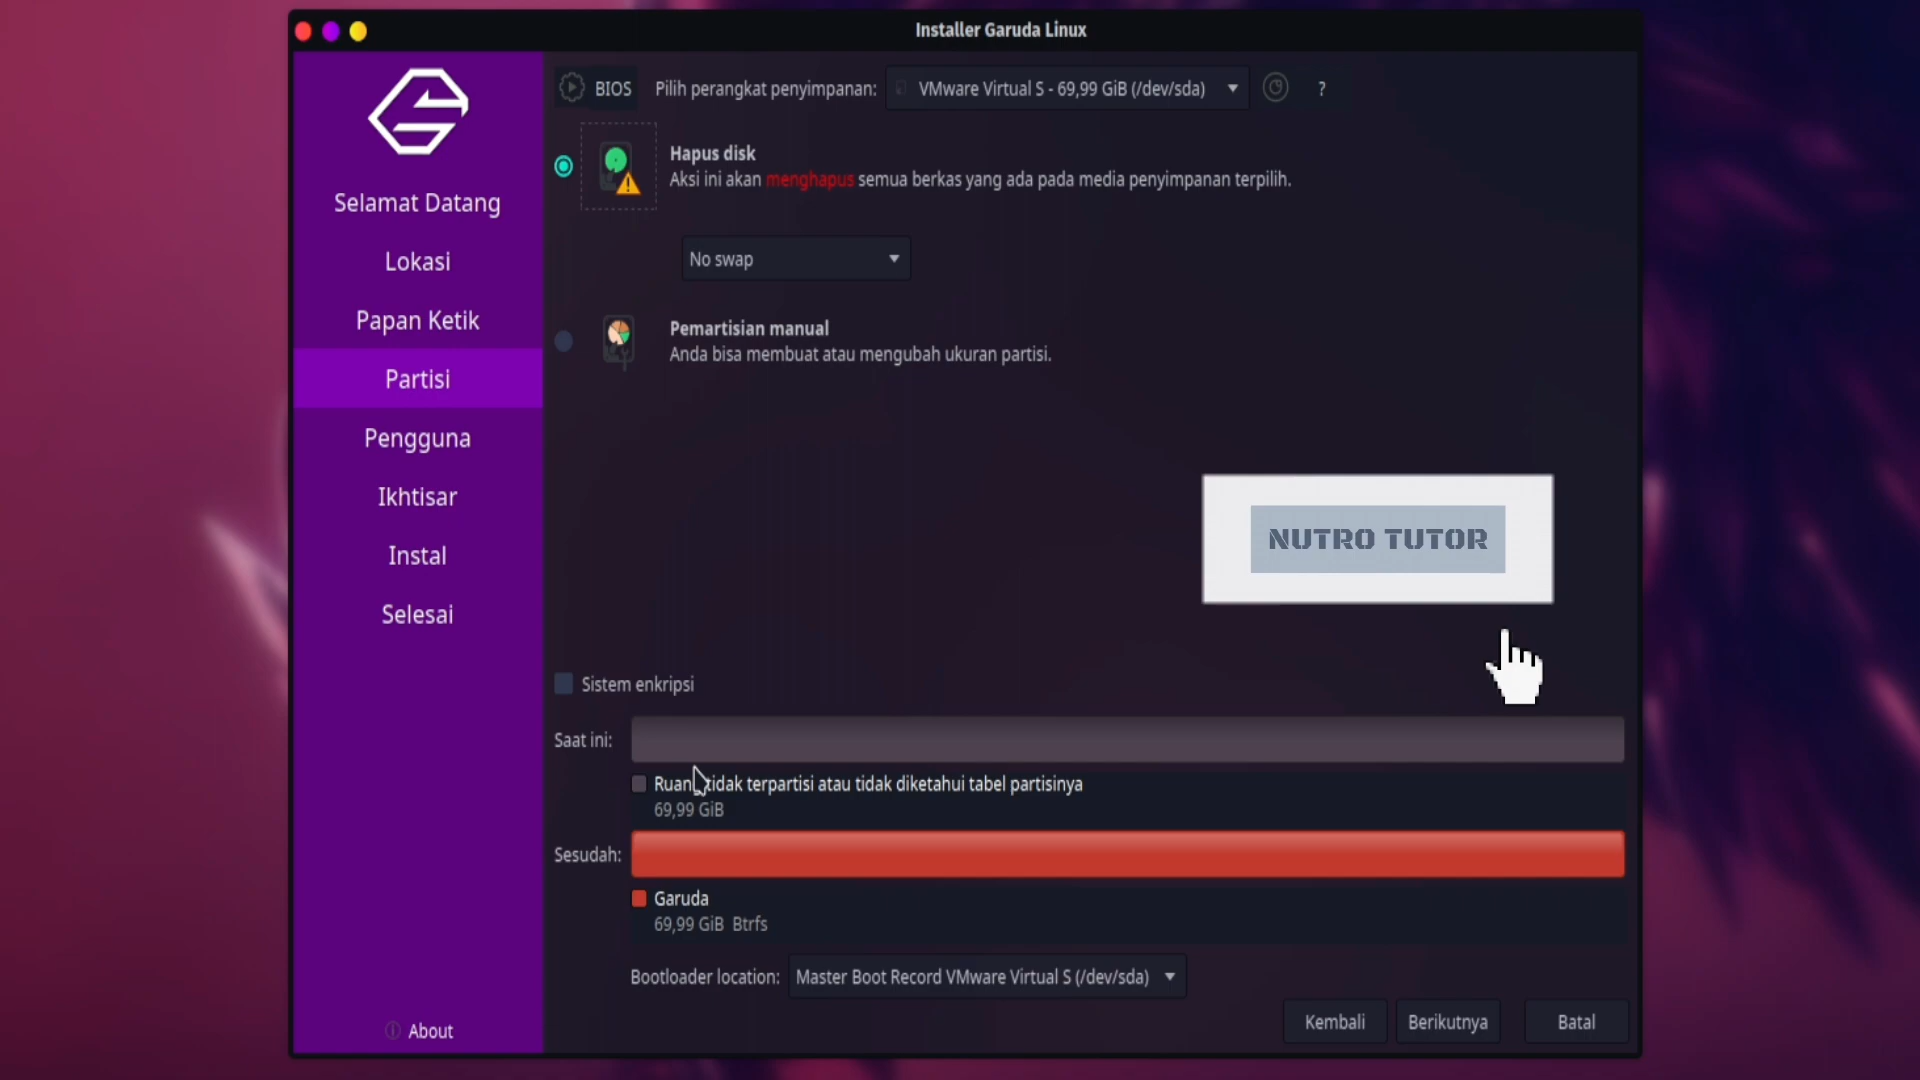 Installer Garuda Linux
BIOS
Pilih perangkat penyimpanan:
VMware Virtual S - 69,99 GiB (/dev/sda)
?
Hapus disk
Aksi ini akan menghapus semua berkas yang ada pada media penyimpanan terpilih.
No swap
Pemartisian manual
Anda bisa membuat atau mengubah ukuran partisi.
Selamat Datang
Lokasi
Papan Ketik
Partisi
Pengguna
Ikhtisar
Instal
Selesai
About
NUTRO TUTOR
Sistem enkripsi
Saat ini:
Ruang tidak terpartisi atau tidak diketahui tabel partisinya
69,99 GiB
Sesudah:
Garuda
69,99 GiB Btrfs
Bootloader location:
Master Boot Record VMware Virtual S (/dev/sda)
Kembali
Berikutnya
Batal